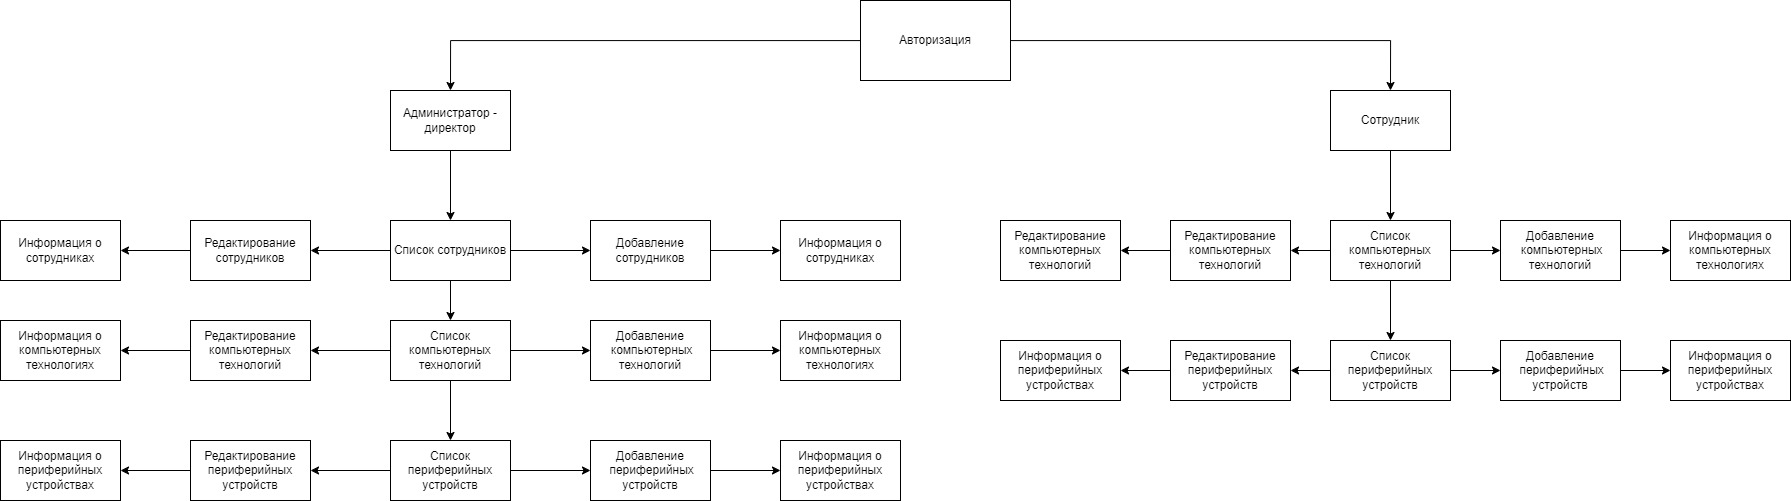 Авторизация
Администратор -
директор
Сотрудник
Информация о
сотрудниках
Редактирование
сотрудников
Список сотрудников
Добавление
сотрудников
Информация о
сотрудниках
Редактирование
компьютерных
технологий
Редактирование
компьютерных
технологий
Список
компьютерных
технологий
Добавление
компьютерных
технологий
Информация о
компьютерных
технологиях
Информация о
компьютерных
технологиях
Редактирование
компьютерных
технологий
Список
компьютерных
технологий
Добавление
компьютерных
технологий
Информация о
компьютерных
технологиях
Информация о
периферийных
устройствах
Редактирование
периферийных
устройств
Список
периферийных
устройств
Добавление
периферийных
устройств
Информация о
периферийных
устройствах
Информация о
периферийных
устройствах
Редактирование
периферийных
устройств
Список
периферийных
устройств
Добавление
периферийных
устройств
Информация о
периферийных
устройствах